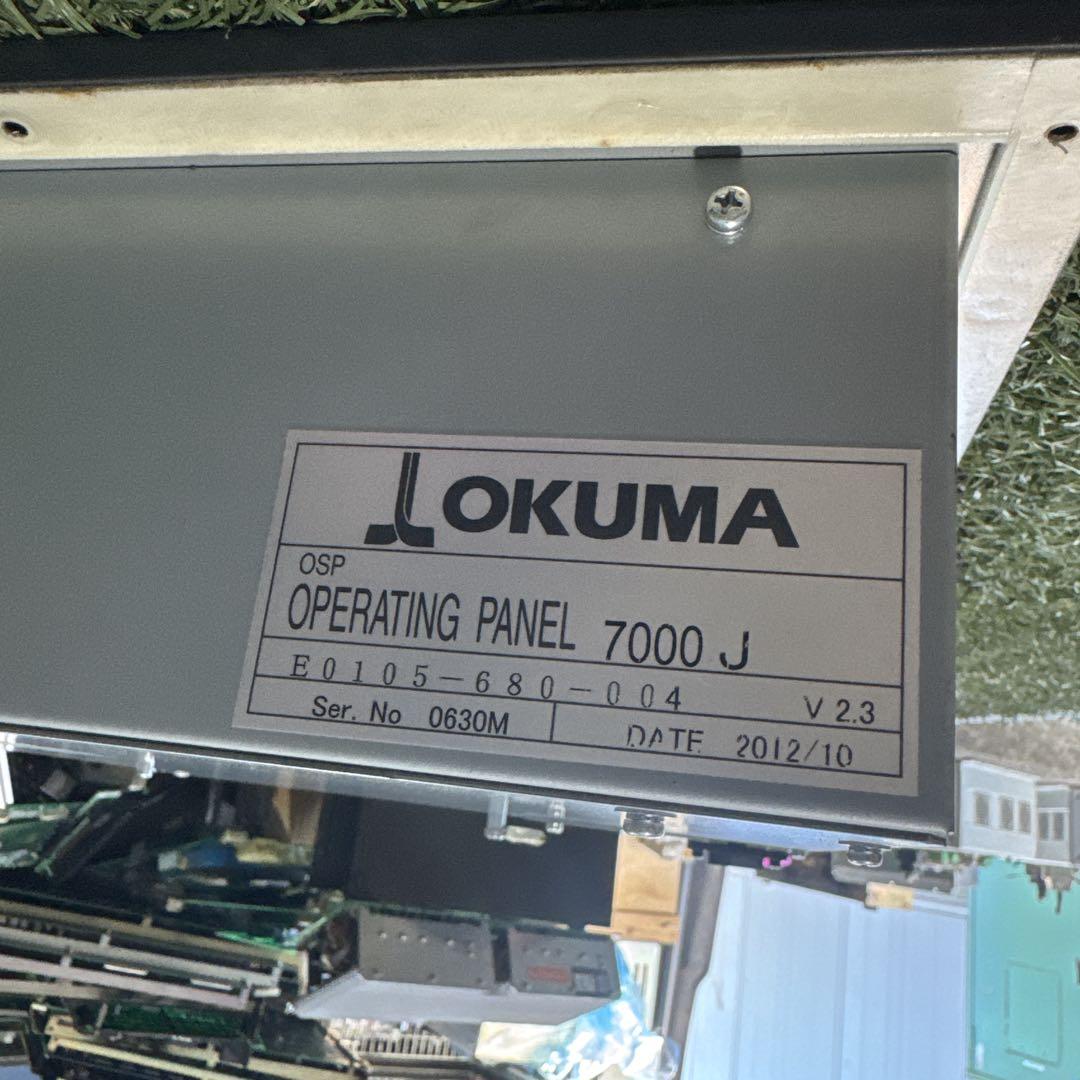 OKUMA
OSP
OPERATING PANEL 7000 J
E0105-680-004 V 2.3
Ser. No 0630M DATE 2012/10